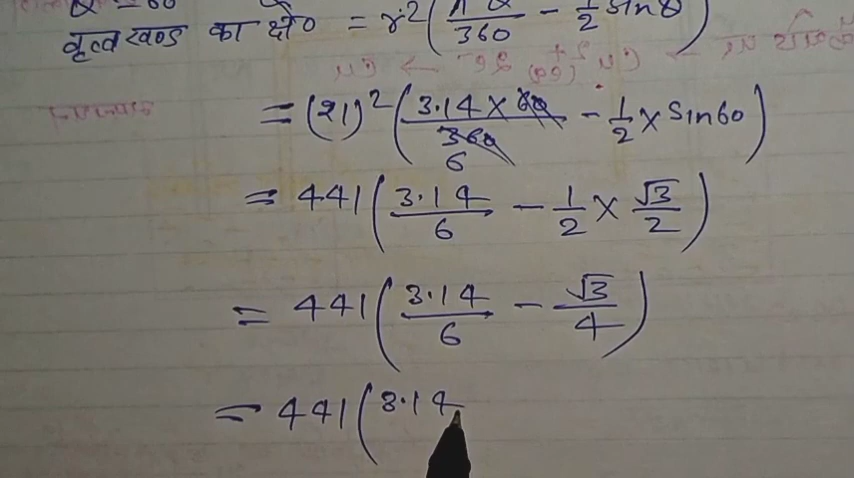 वृत्त खण्ड का क्षे० = r²(πθ/360 - 1/2 sinθ)
= (21)² (3.14 × 60/360 6 - 1/2 × sin60)
= 441 (3.14/6 - 1/2 × √3/2)
= 441 (3.14/6 - √3/4)
= 441 (3.14